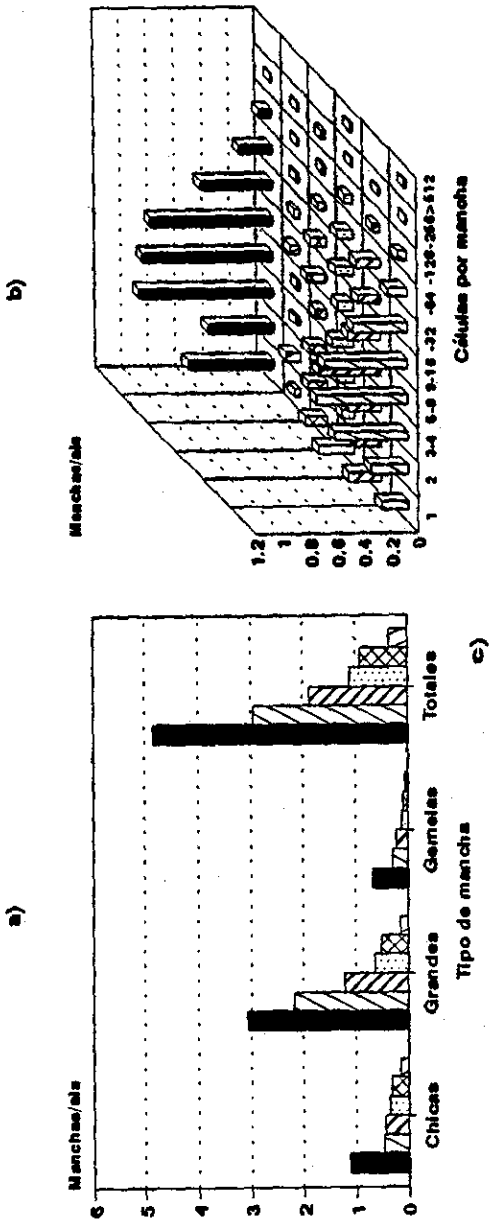 a)
b)
Manchas/ala
6
5
4
3
2
1
0
Chicas Grandes Gemelas Totales
Tipo de mancha
Manchas/ala
1.2
1
0.8
0.6
0.4
0.2
0
1 2 3-4 5-8 9-16 -32 -64 -128 -256 >512
Células por mancha
c)